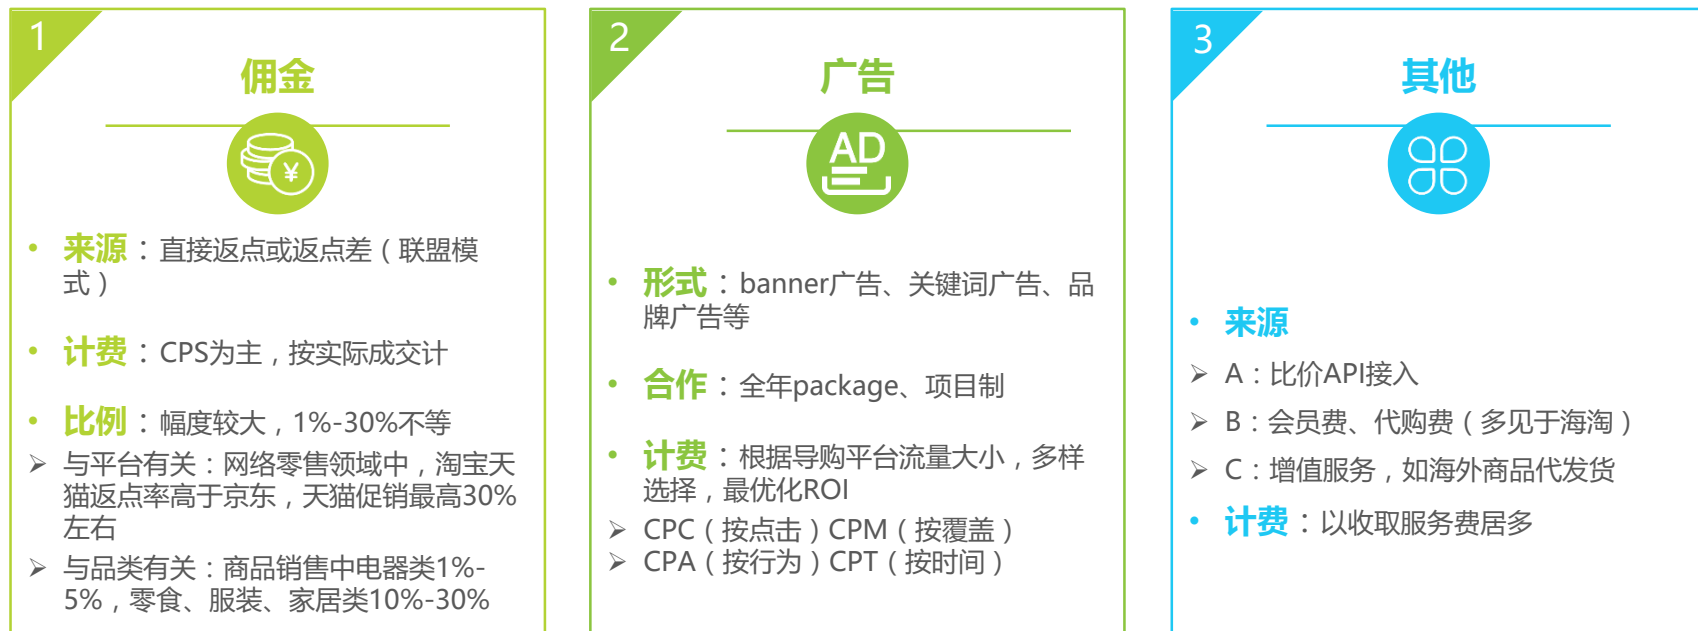 1
佣金
¥
• 来源：直接返点或返点差（联盟模
式）
• 计费：CPS为主，按实际成交计
• 比例：幅度较大，1%-30%不等
➢ 与平台有关：网络零售领域中，淘宝天
猫返点率高于京东，天猫促销最高30%
左右
➢ 与品类有关：商品销售中电器类1%-
5%，零食、服装、家居类10%-30%
2
广告
AD
• 形式：banner广告、关键词广告、品
牌广告等
• 合作：全年package、项目制
• 计费：根据导购平台流量大小，多样
选择，最优化ROI
➢ CPC（按点击）CPM（按覆盖）
➢ CPA（按行为）CPT（按时间）
3
其他
• 来源
➢ A：比价API接入
➢ B：会员费、代购费（多见于海淘）
➢ C：增值服务，如海外商品代发货
• 计费：以收取服务费居多